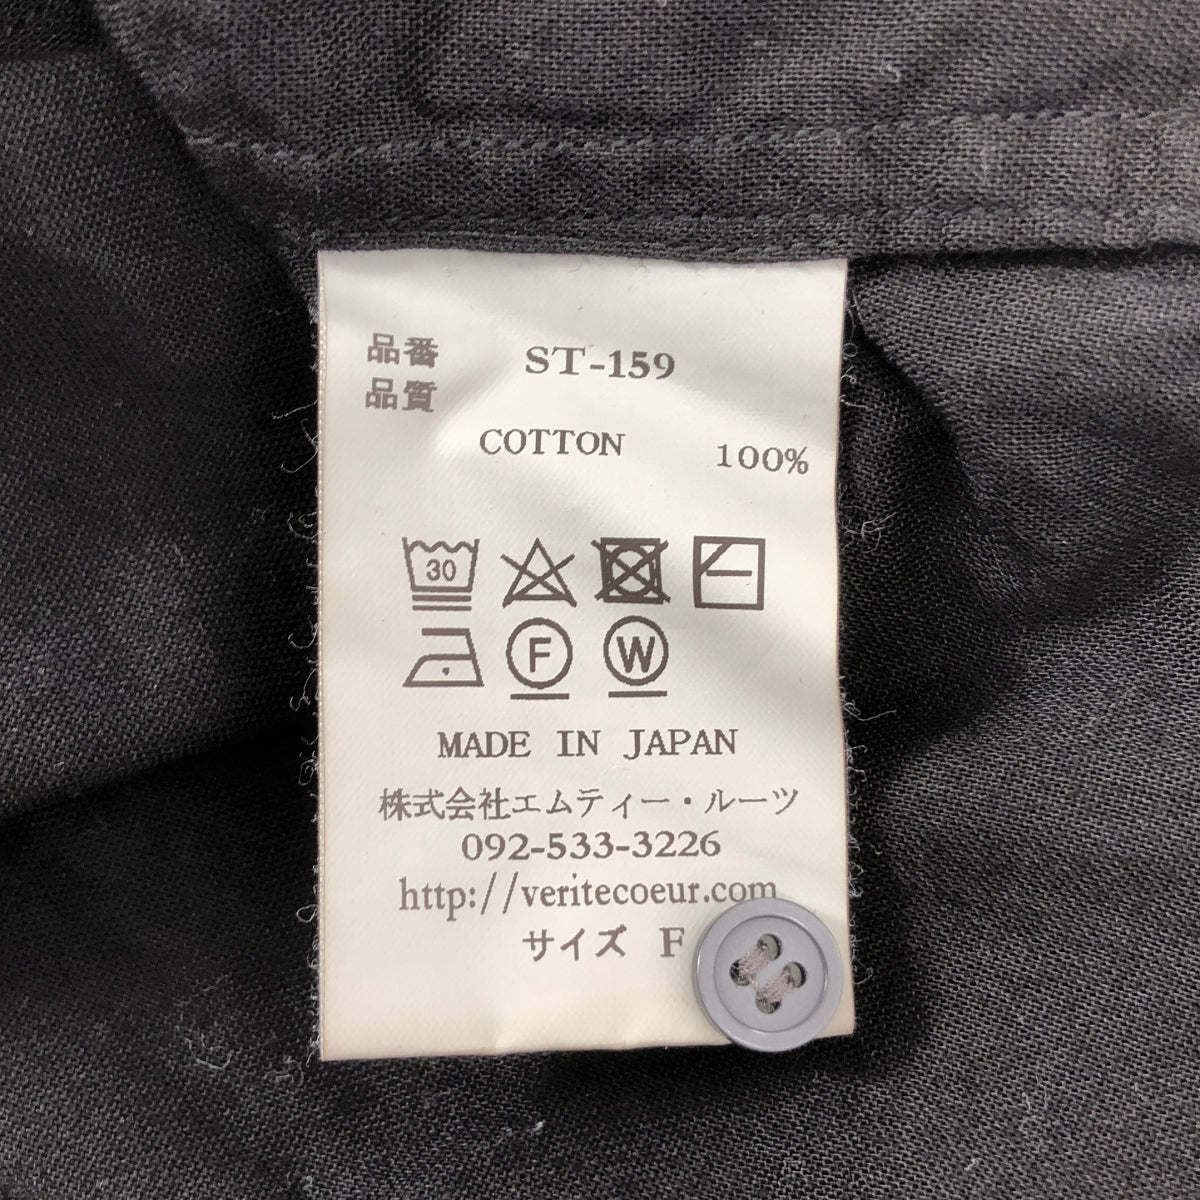 品番 ST-159
品質
COTTON 100%
30
F W
MADE IN JAPAN
株式会社エムティー・ルーツ
092-533-3226
http://veritecoeur.com
サイズ F